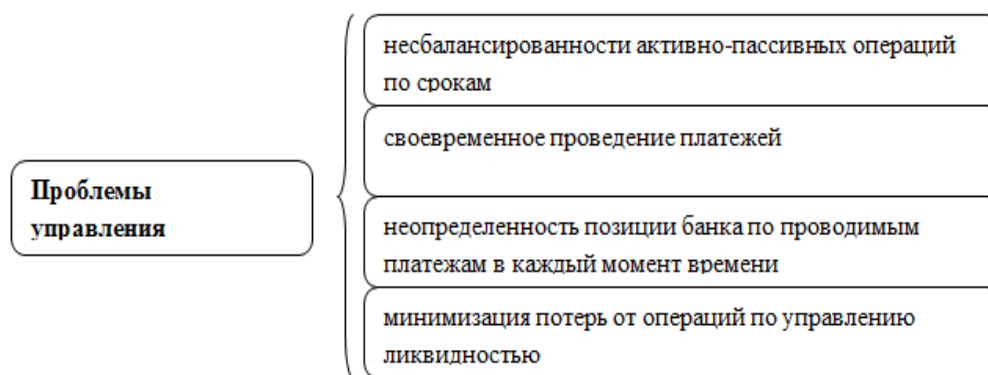 несбалансированности активно-пассивных операций
по срокам
своевременное проведение платежей
Проблемы
управления
неопределенность позиции банка по проводимым
платежам в каждый момент времени
минимизация потерь от операций по управлению
ликвидностью